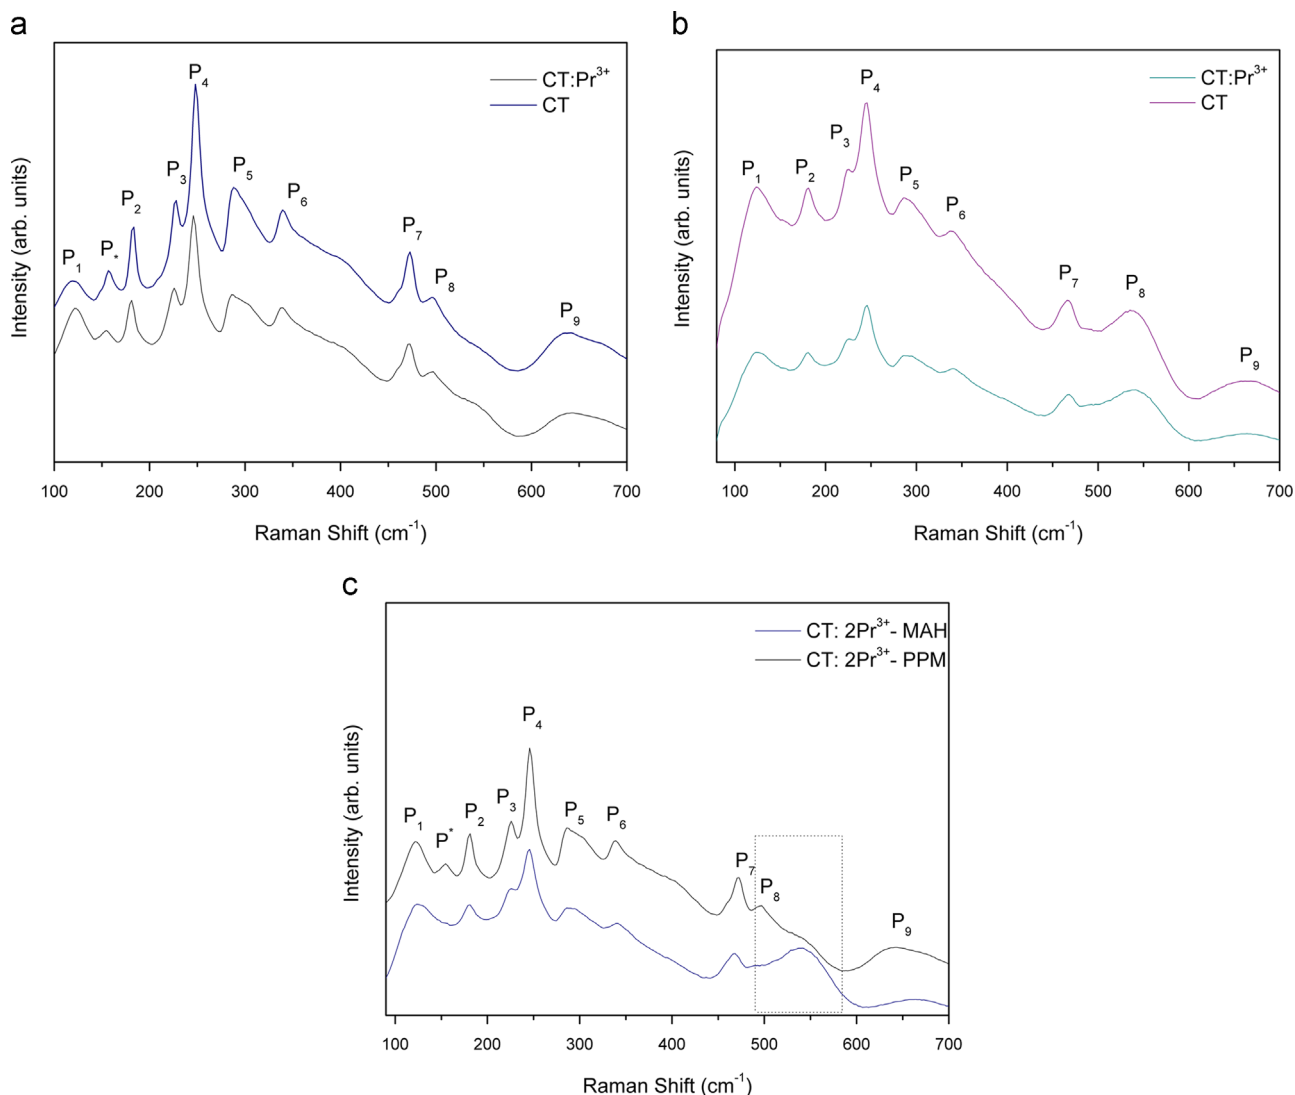 a
P4
P3
P2
P5
P6
P1
P*
P7
P8
P9
CT:Pr3+
CT
Intensity (arb. units)
100 200 300 400 500 600 700
Raman Shift (cm-1)
b
P4
P3
P1
P2
P5
P6
P7
P8
P9
CT:Pr3+
CT
Intensity (arb. units)
100 200 300 400 500 600 700
Raman Shift (cm-1)
c
CT: 2Pr3+- MAH
CT: 2Pr3+- PPM
P4
P1
P*
P2
P3
P5
P6
P7
P8
P9
Intensity (arb. units)
100 200 300 400 500 600 700
Raman Shift (cm-1)